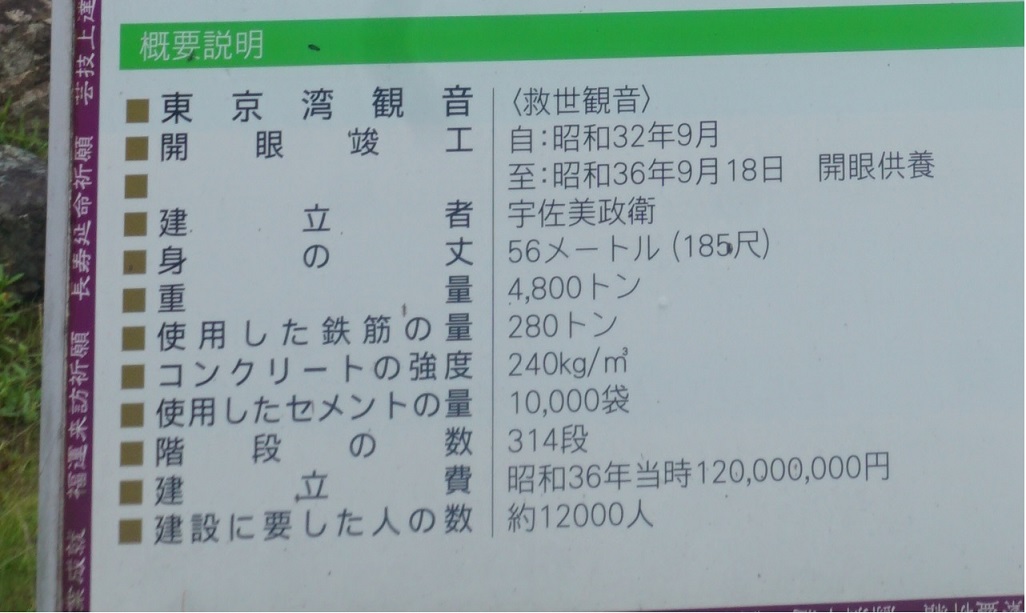 概要説明
■東京湾観音 〈救世観音〉
■開眼竣工 自:昭和32年9月
■ 至:昭和36年9月18日 開眼供養
■建立者 宇佐美政衛
■身の丈 56メートル (185尺)
■重量 4,800トン
■使用した鉄筋の量 280トン
■コンクリートの強度 240kg/㎥
■使用したセメントの量 10,000袋
■階段の数 314段
■建立費 昭和36年当時120,000,000円
■建設に要した人の数 約12000人
芸技上達
長寿延命祈願
福運来訪祈願
業成就